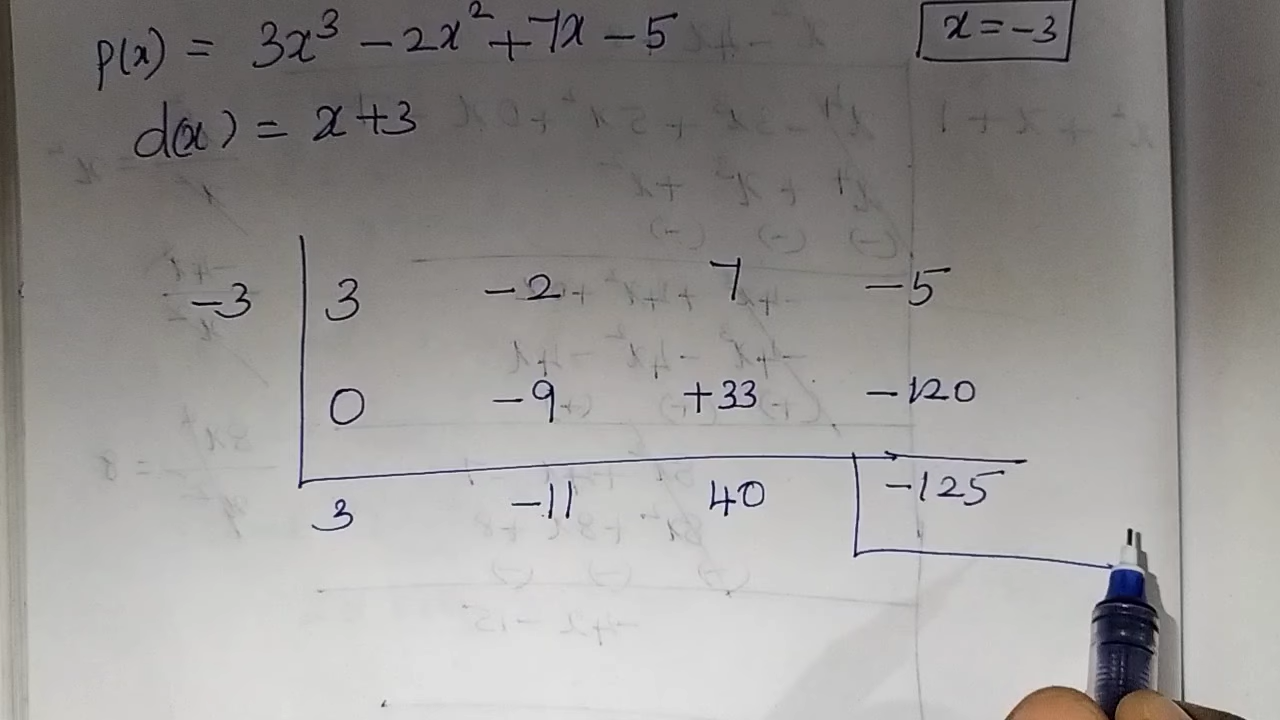 p(x) = 3x³ − 2x² + 7x − 5
x = −3
d(x) = x + 3
−3 3 −2 7 −5
0 −9 +33 −120
3 −11 40 −125